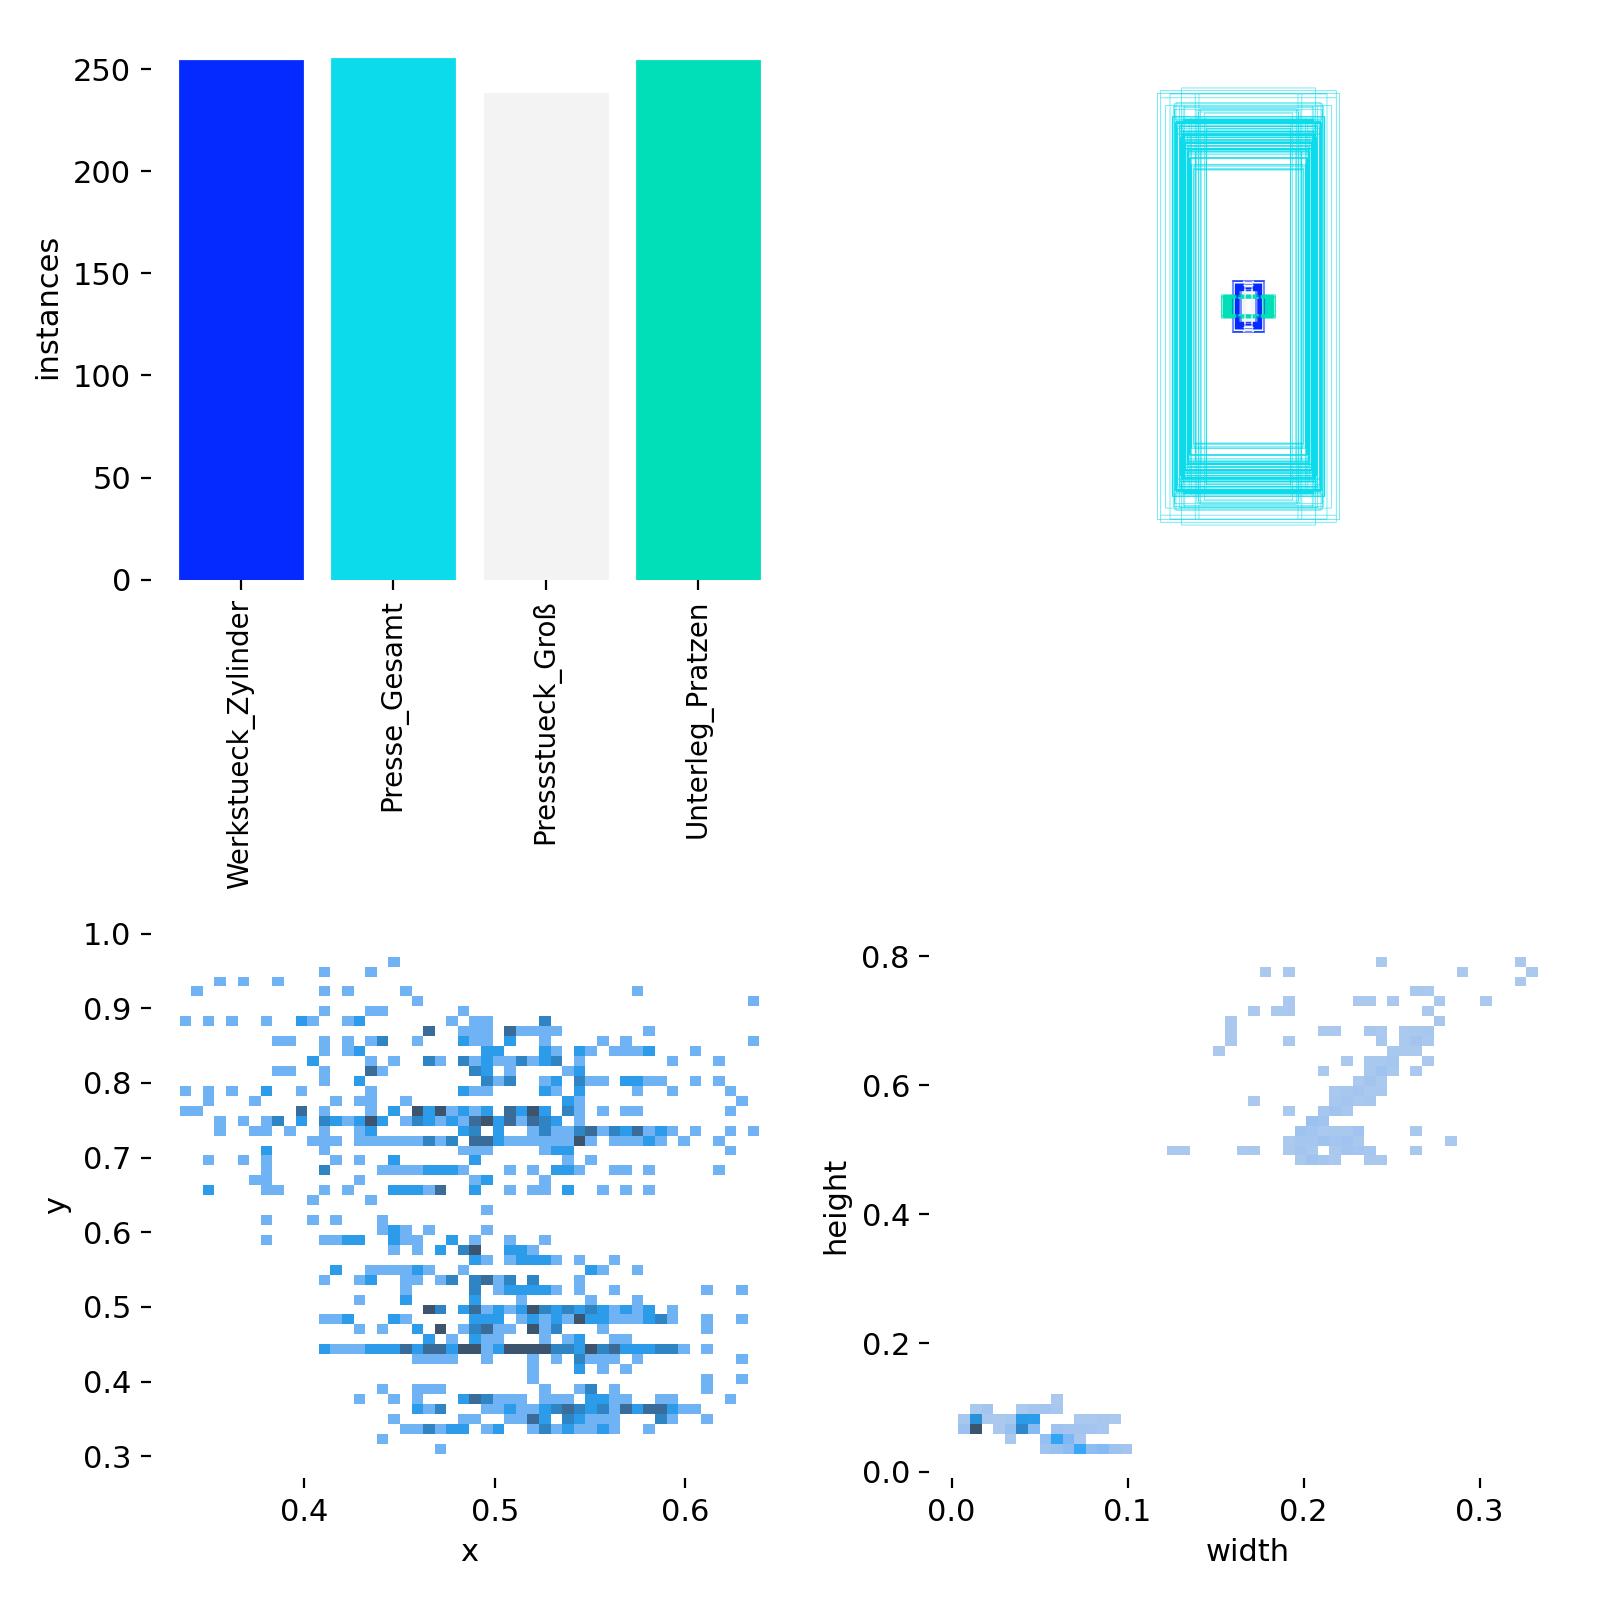 250
200
150
100
50
0
instances
Werkstueck_Zylinder
Presse_Gesamt
Pressstueck_Groß
Unterleg_Pratzen
1.0
0.9
0.8
0.7
0.6
0.5
0.4
0.3
y
0.4 0.5 0.6
x
0.8
0.6
0.4
0.2
0.0
height
0.0 0.1 0.2 0.3
width